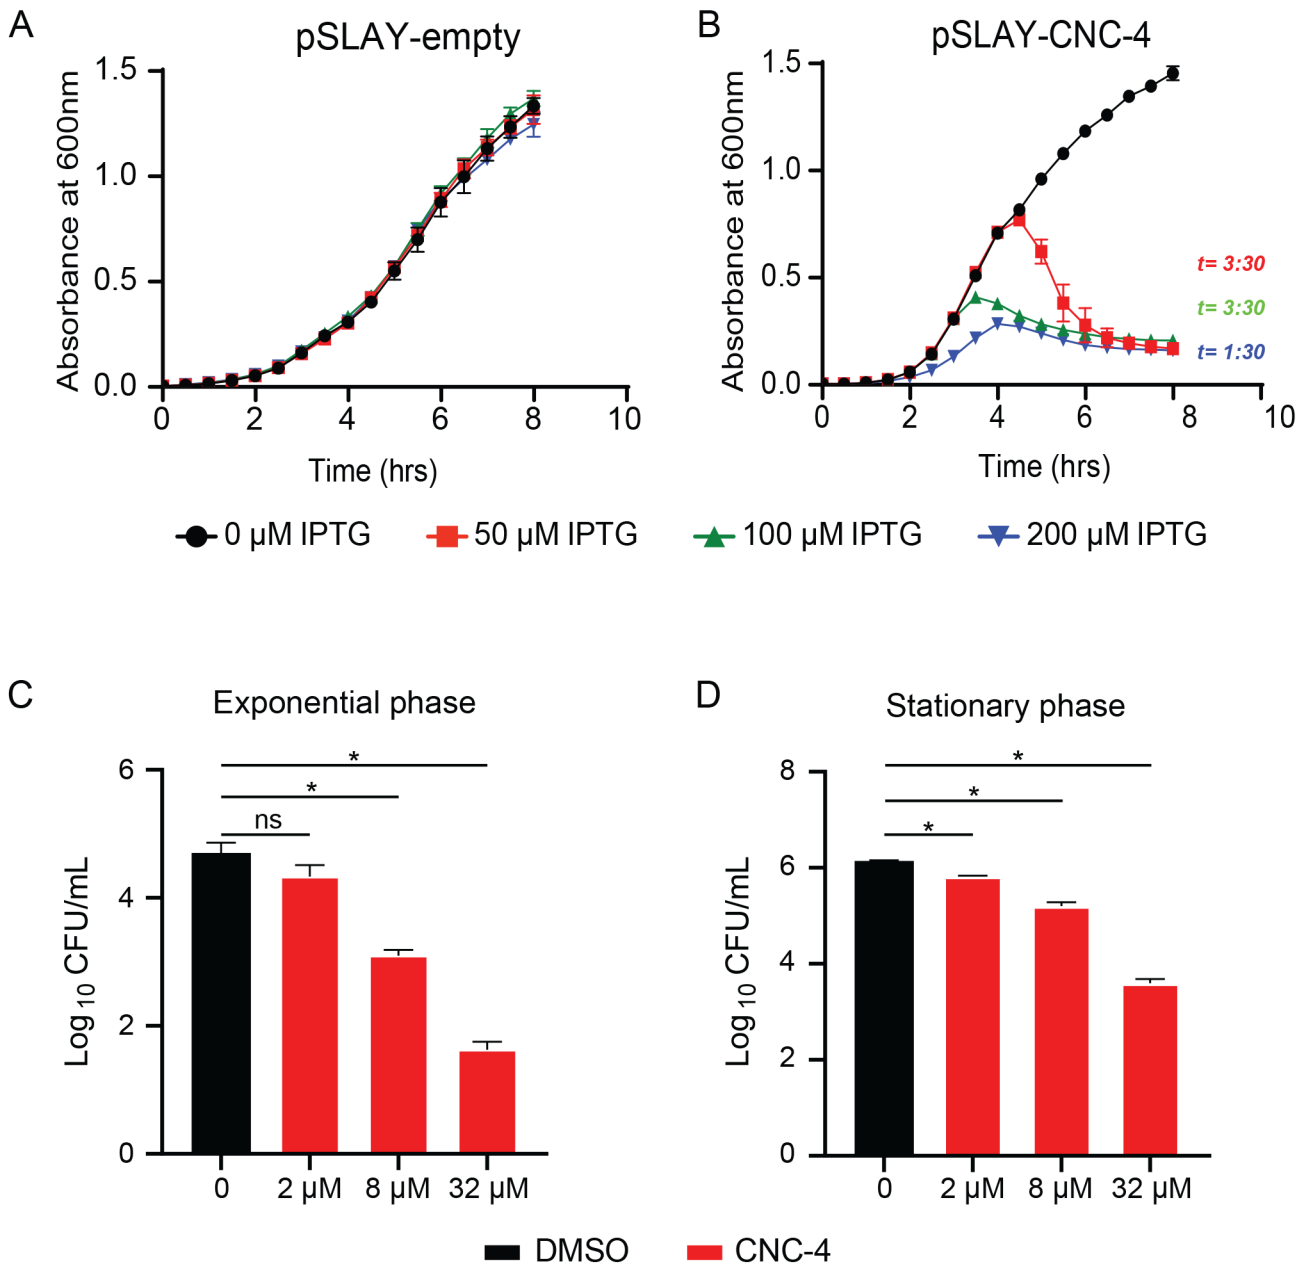 A
pSLAY-empty
Absorbance at 600nm
1.5
1.0
0.5
0.0
0 2 4 6 8 10
Time (hrs)
B
pSLAY-CNC-4
Absorbance at 600nm
1.5
1.0
0.5
0.0
t= 3:30
t= 3:30
t= 1:30
0 2 4 6 8 10
Time (hrs)
0 µM IPTG 50 µM IPTG 100 µM IPTG 200 µM IPTG
C
Exponential phase
Log10 CFU/mL
6
4
2
0
*
*
ns
0 2 µM 8 µM 32 µM
D
Stationary phase
Log10 CFU/mL
8
6
4
2
0
*
*
*
0 2 µM 8 µM 32 µM
DMSO CNC-4